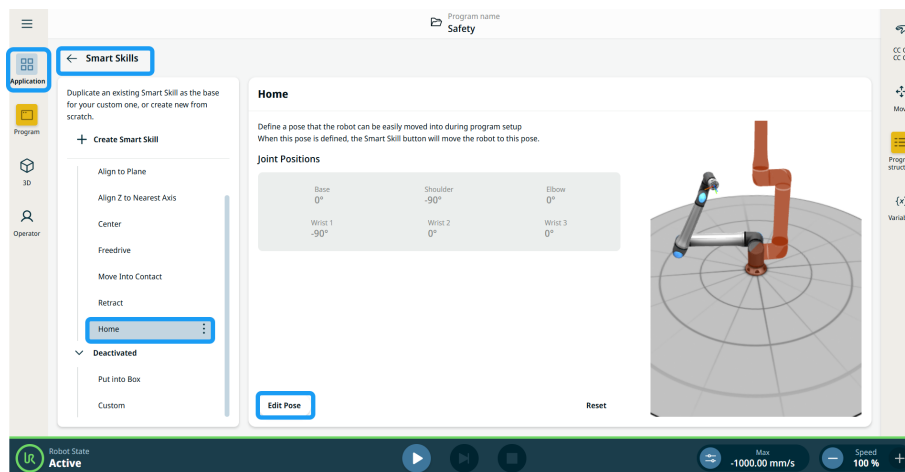 Program name
Safety
Application
Program
3D
Operator
Smart Skills
Duplicate an existing Smart Skill as the base
for your custom one, or create new from
scratch.
Create Smart Skill
Align to Plane
Align Z to Nearest Axis
Center
Freedrive
Move Into Contact
Retract
Home
Deactivated
Put into Box
Custom
Home
Define a pose that the robot can be easily moved into during program setup
When this pose is defined, the Smart Skill button will move the robot to this pose.
Joint Positions
Base Shoulder Elbow
0° -90° 0°
Wrist 1 Wrist 2 Wrist 3
-90° 0° 0°
Edit Pose Reset
Robot State
Active
Max
-1000.00 mm/s
Speed
100 %